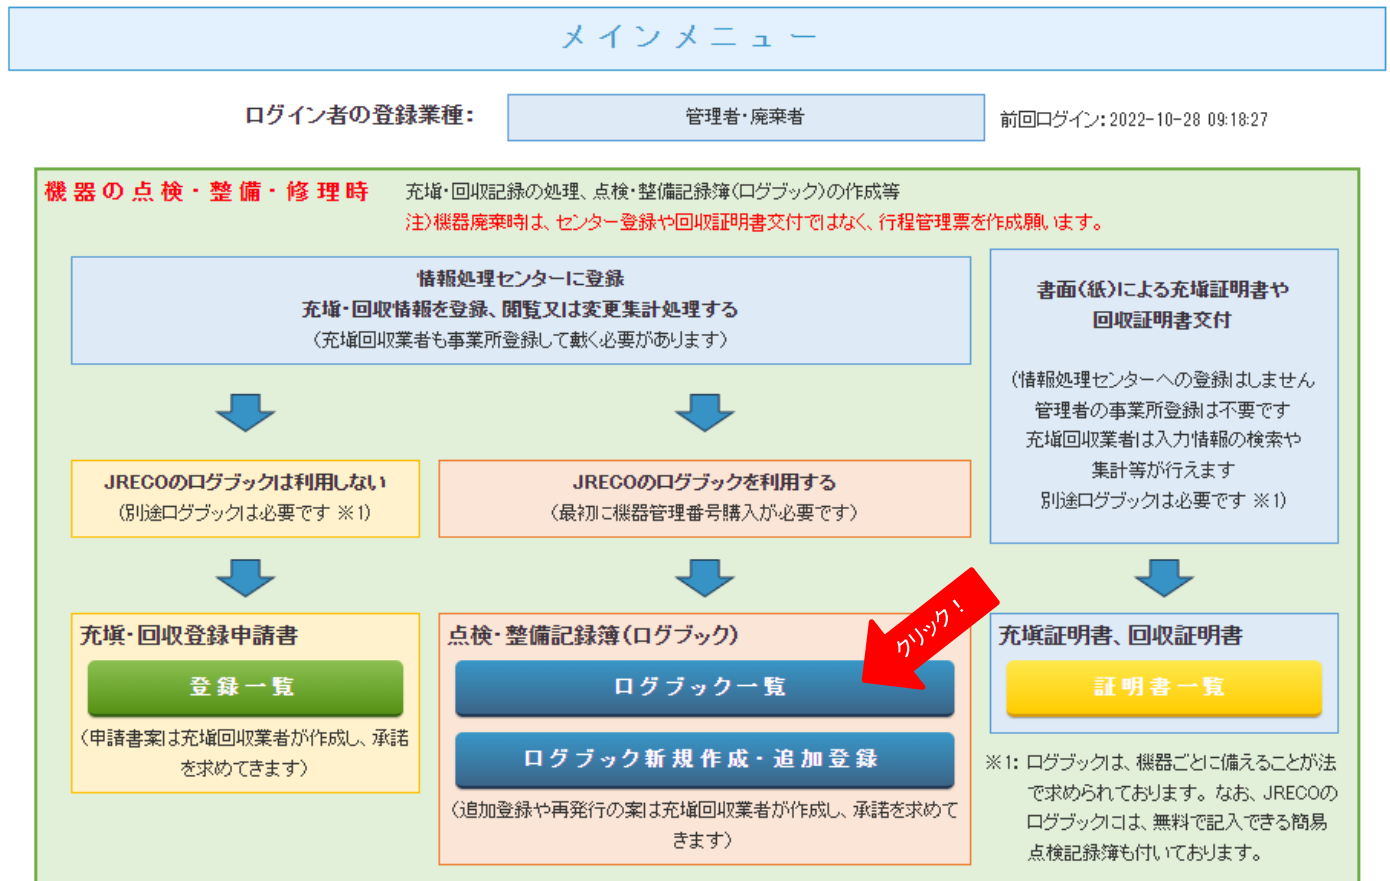 メインメニュー
ログイン者の登録業種：
管理者・廃棄者
前回ログイン：2022-10-28 09:18:27
機器の点検・整備・修理時
充塡・回収記録の処理、点検・整備記録簿（ログブック）の作成等
注）機器廃棄時は、センター登録や回収証明書交付ではなく、行程管理票を作成願います。
情報処理センターに登録
充塡・回収情報を登録、閲覧又は変更集計処理する
（充塡回収業者も事業所登録して戴く必要があります）
書面（紙）による充塡証明書や
回収証明書交付
（情報処理センターへの登録はしません
管理者の事業所登録は不要です
充塡回収業者は入力情報の検索や
集計等が行えます
別途ログブックは必要です ※1）
JRECOのログブックは利用しない
（別途ログブックは必要です ※1）
JRECOのログブックを利用する
（最初に機器管理番号購入が必要です）
充塡・回収登録申請書
登録一覧
（申請書案は充塡回収業者が作成し、承諾
を求めてきます）
点検・整備記録簿（ログブック）
クリック！
ログブック一覧
ログブック新規作成・追加登録
（追加登録や再発行の案は充塡回収業者が作成し、承諾を求めて
きます）
充塡証明書、回収証明書
証明書一覧
※1：ログブックは、機器ごとに備えることが法
で求められております。なお、JRECOの
ログブックには、無料で記入できる簡易
点検記録簿も付いております。